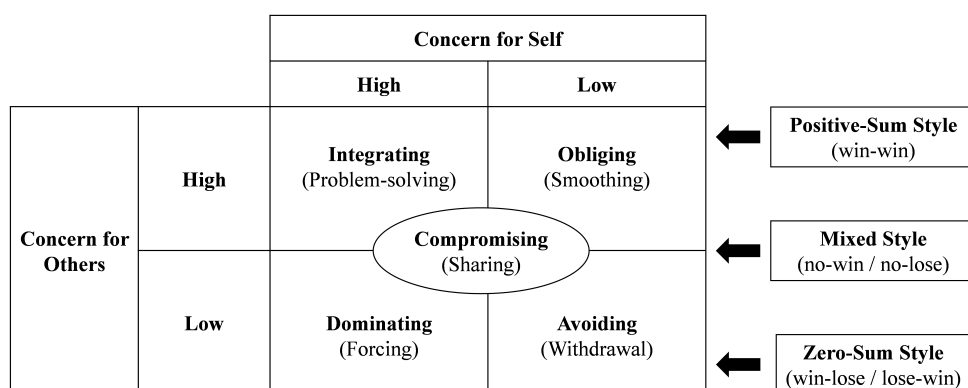 Concern for Self
High
Low
Concern for
Others
High
Integrating
(Problem-solving)
Obliging
(Smoothing)
Compromising
(Sharing)
Low
Dominating
(Forcing)
Avoiding
(Withdrawal)
Positive-Sum Style
(win-win)
Mixed Style
(no-win / no-lose)
Zero-Sum Style
(win-lose / lose-win)